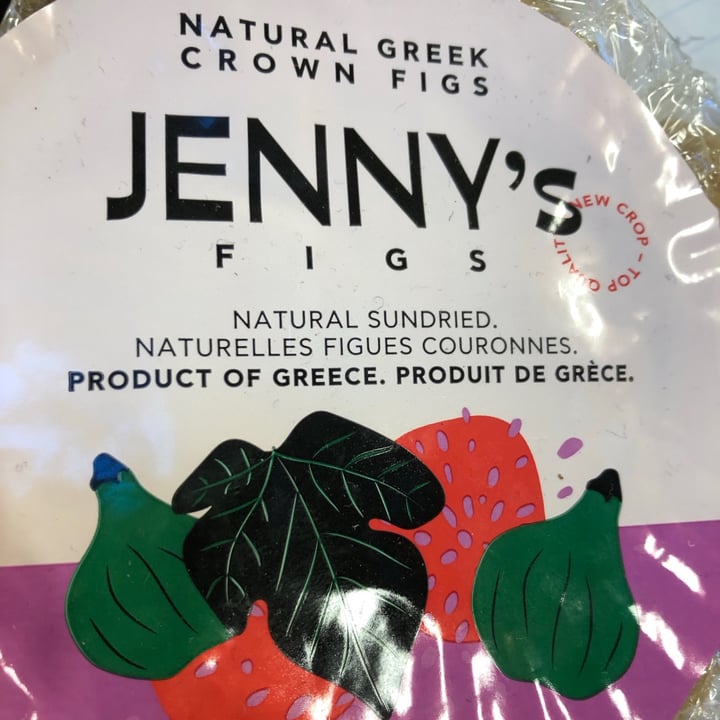 NATURAL GREEK
CROWN FIGS
JENNY's
FIGS
NEW CROP - TOP QUALITY
NATURAL SUNDRIED.
NATURELLES FIGUES COURONNES.
PRODUCT OF GREECE. PRODUIT DE GRÈCE.